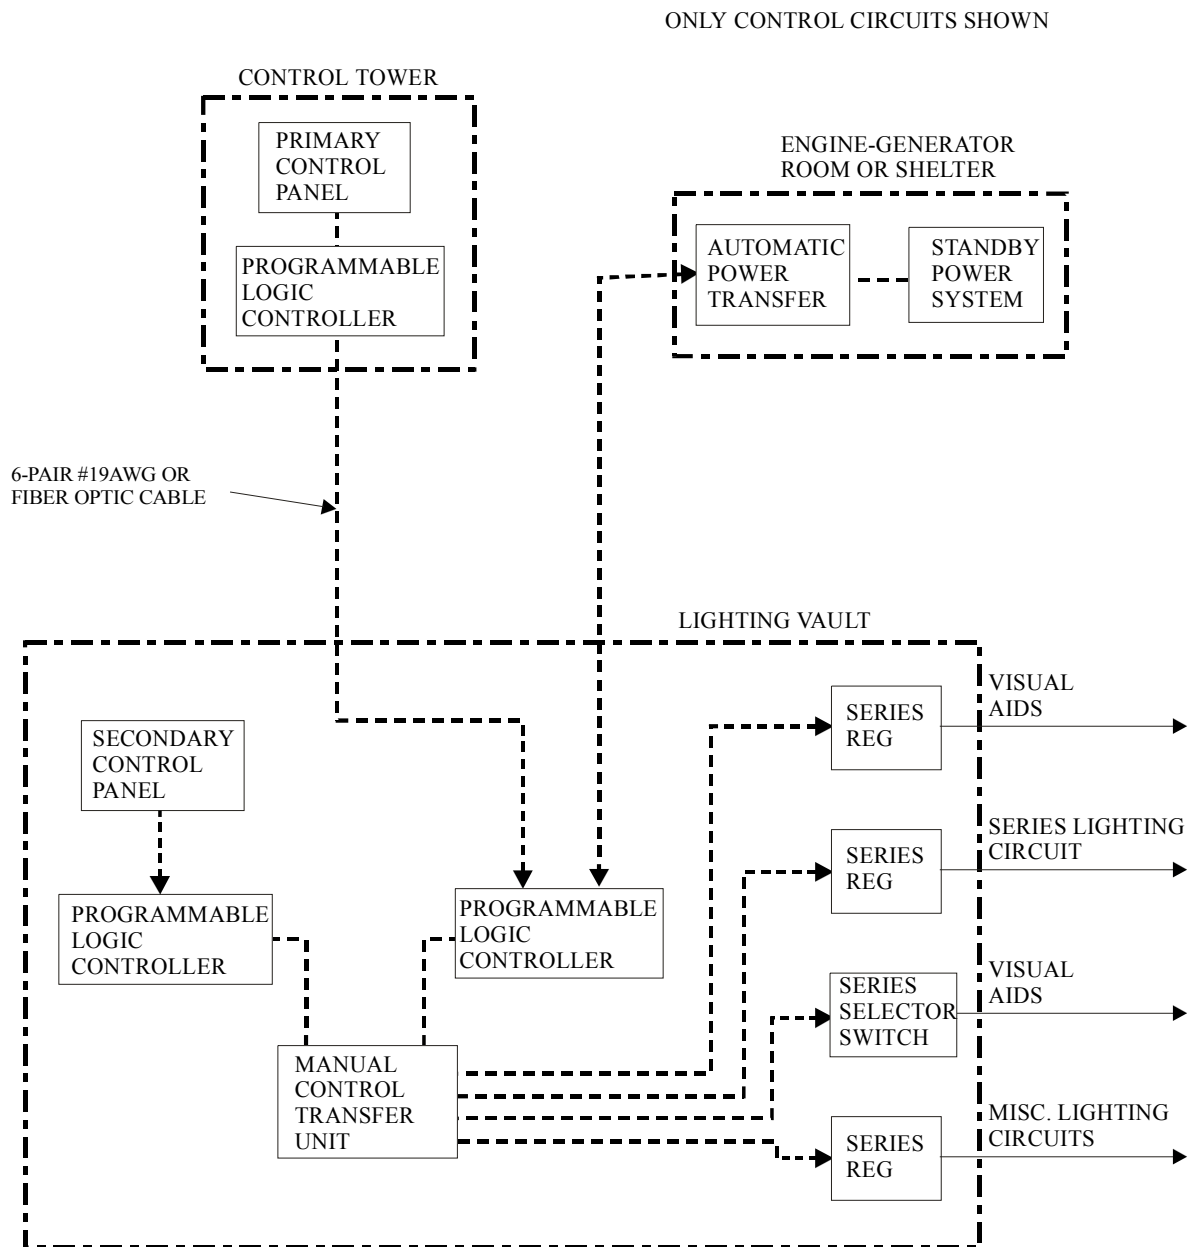 ONLY CONTROL CIRCUITS SHOWN
CONTROL TOWER
PRIMARY
CONTROL
PANEL
PROGRAMMABLE
LOGIC
CONTROLLER
ENGINE-GENERATOR
ROOM OR SHELTER
AUTOMATIC
POWER
TRANSFER
STANDBY
POWER
SYSTEM
6-PAIR #19AWG OR
FIBER OPTIC CABLE
LIGHTING VAULT
SECONDARY
CONTROL
PANEL
PROGRAMMABLE
LOGIC
CONTROLLER
PROGRAMMABLE
LOGIC
CONTROLLER
MANUAL
CONTROL
TRANSFER
UNIT
SERIES
REG
VISUAL
AIDS
SERIES
REG
SERIES LIGHTING
CIRCUIT
SERIES
SELECTOR
SWITCH
VISUAL
AIDS
SERIES
REG
MISC. LIGHTING
CIRCUITS